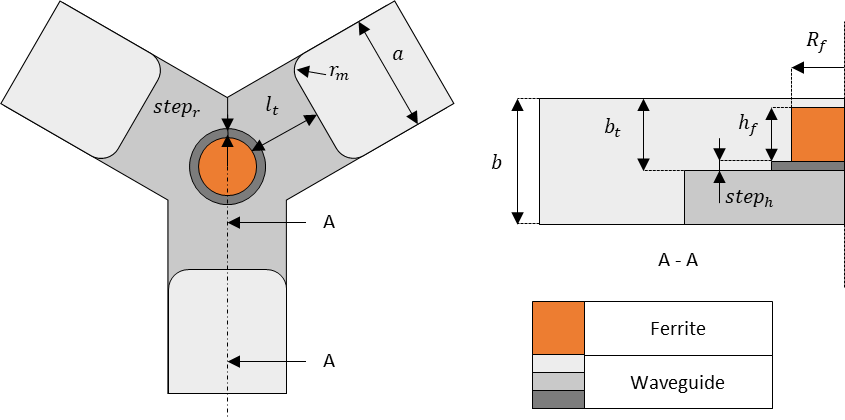 a
r_m
step_r
l_t
A
A
R_f
b_t
h_f
b
step_h
A - A
Ferrite
Waveguide